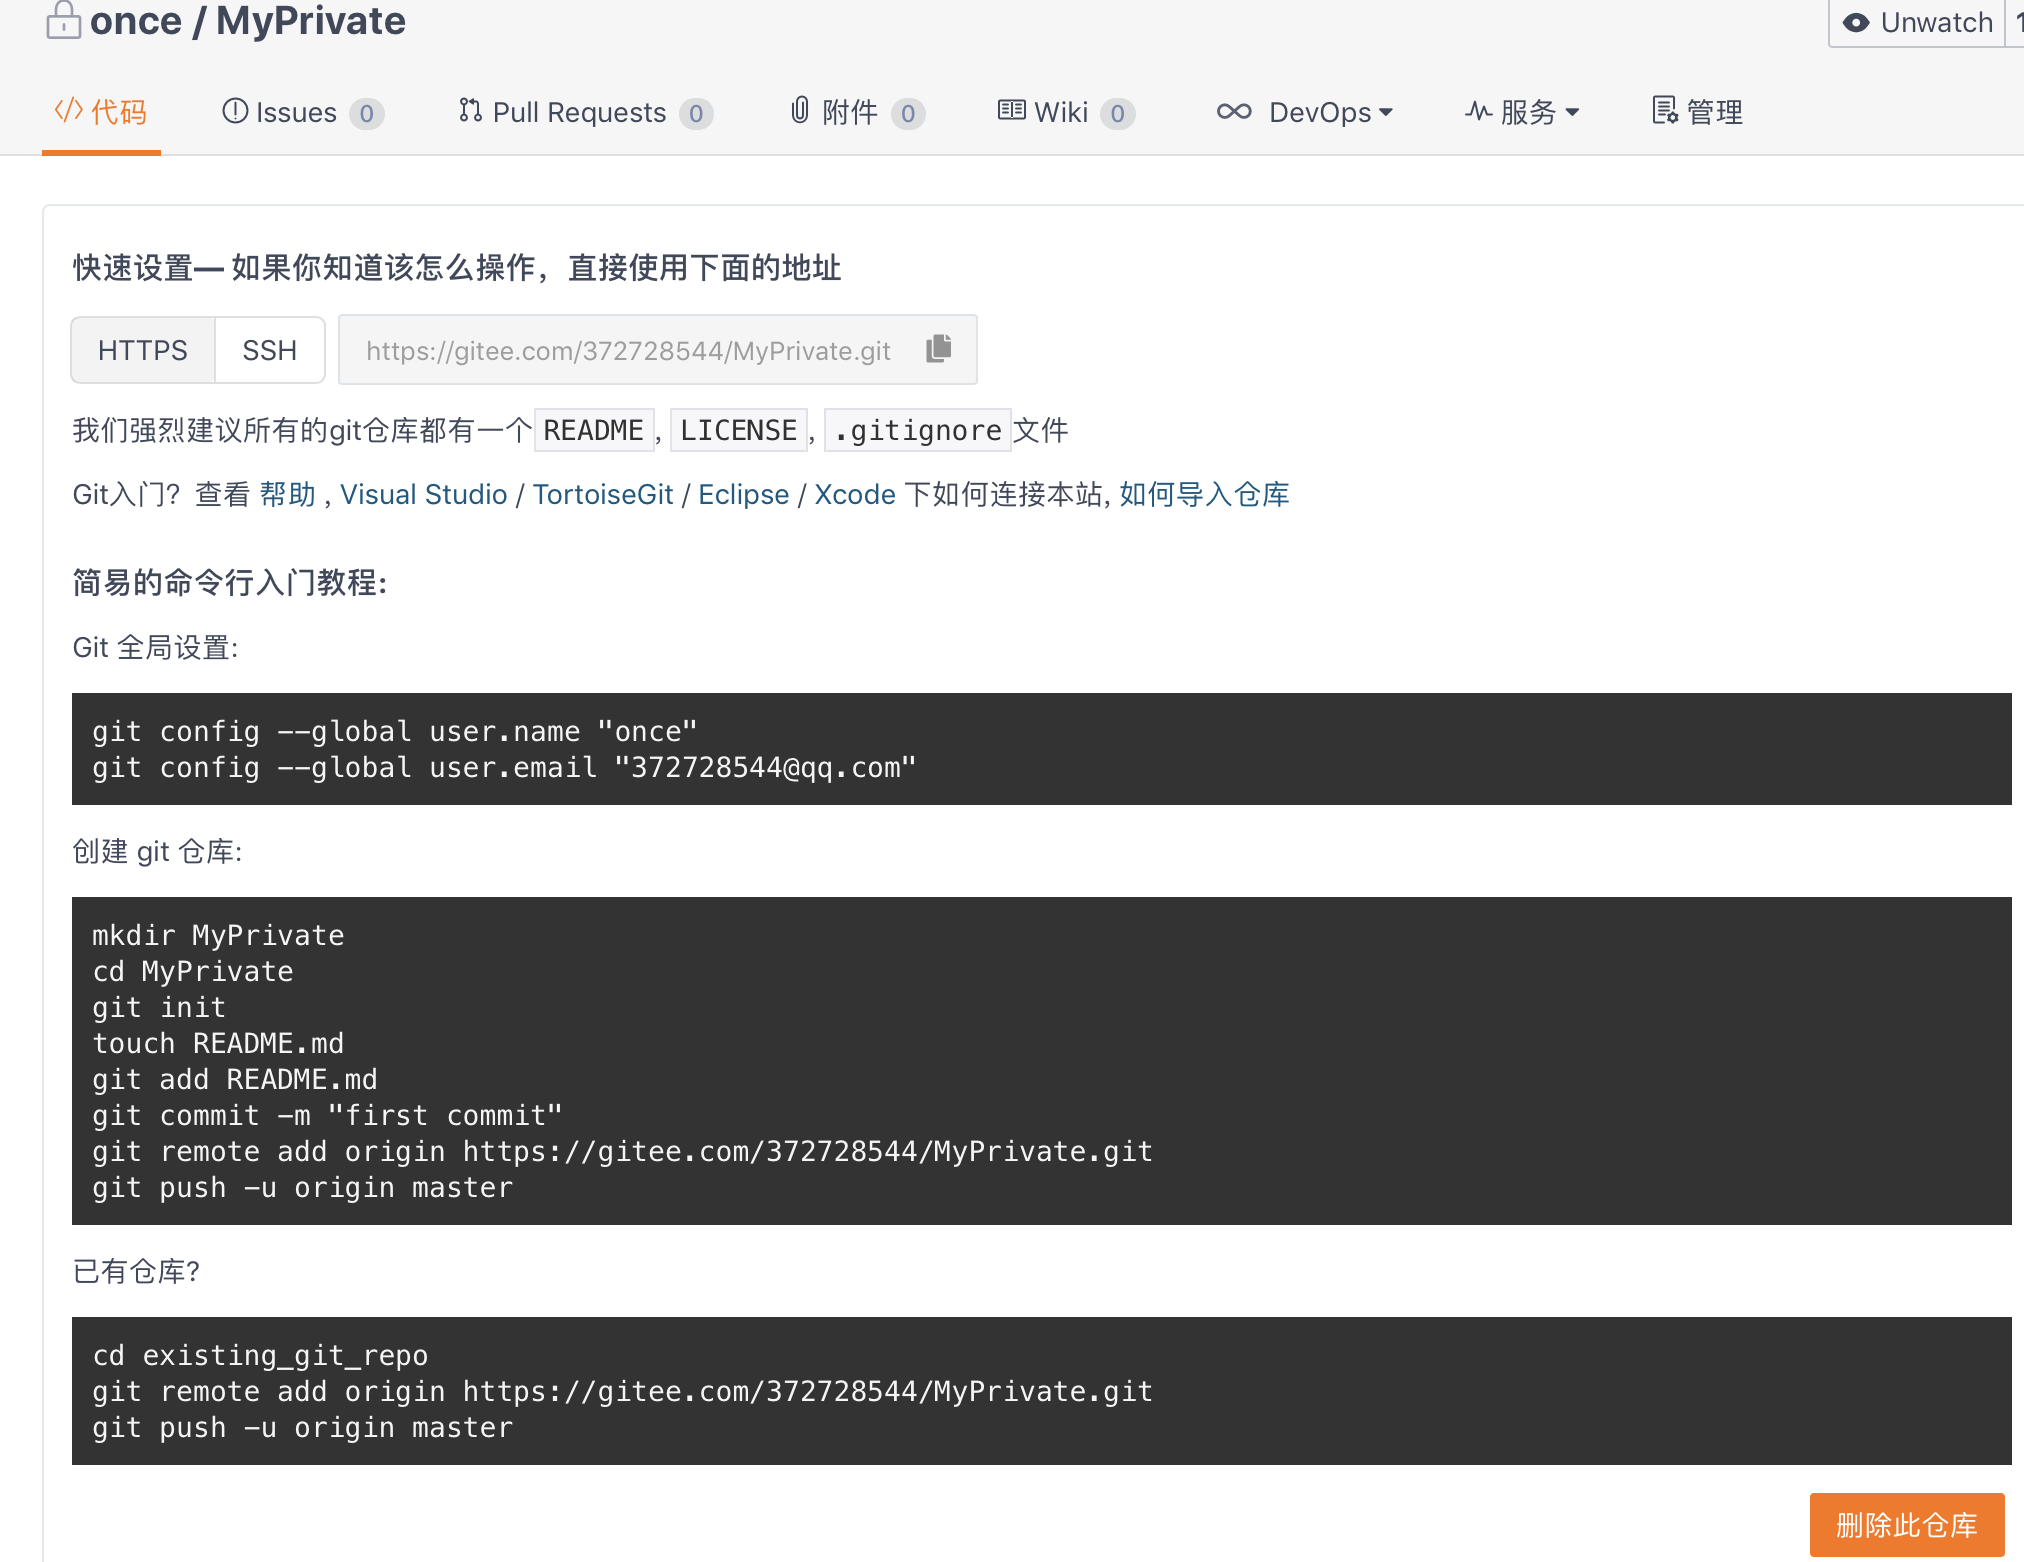 once / MyPrivate
Unwatch 1
代码 Issues 0 Pull Requests 0 附件 0 Wiki 0 DevOps 服务 管理
快速设置— 如果你知道该怎么操作，直接使用下面的地址
HTTPS SSH https://gitee.com/372728544/MyPrivate.git
我们强烈建议所有的git仓库都有一个 README , LICENSE , .gitignore 文件
Git入门？查看 帮助 , Visual Studio / TortoiseGit / Eclipse / Xcode 下如何连接本站, 如何导入仓库
简易的命令行入门教程:
Git 全局设置:
git config --global user.name "once"
git config --global user.email "372728544@qq.com"
创建 git 仓库:
mkdir MyPrivate
cd MyPrivate
git init
touch README.md
git add README.md
git commit -m "first commit"
git remote add origin https://gitee.com/372728544/MyPrivate.git
git push -u origin master
已有仓库?
cd existing_git_repo
git remote add origin https://gitee.com/372728544/MyPrivate.git
git push -u origin master
删除此仓库